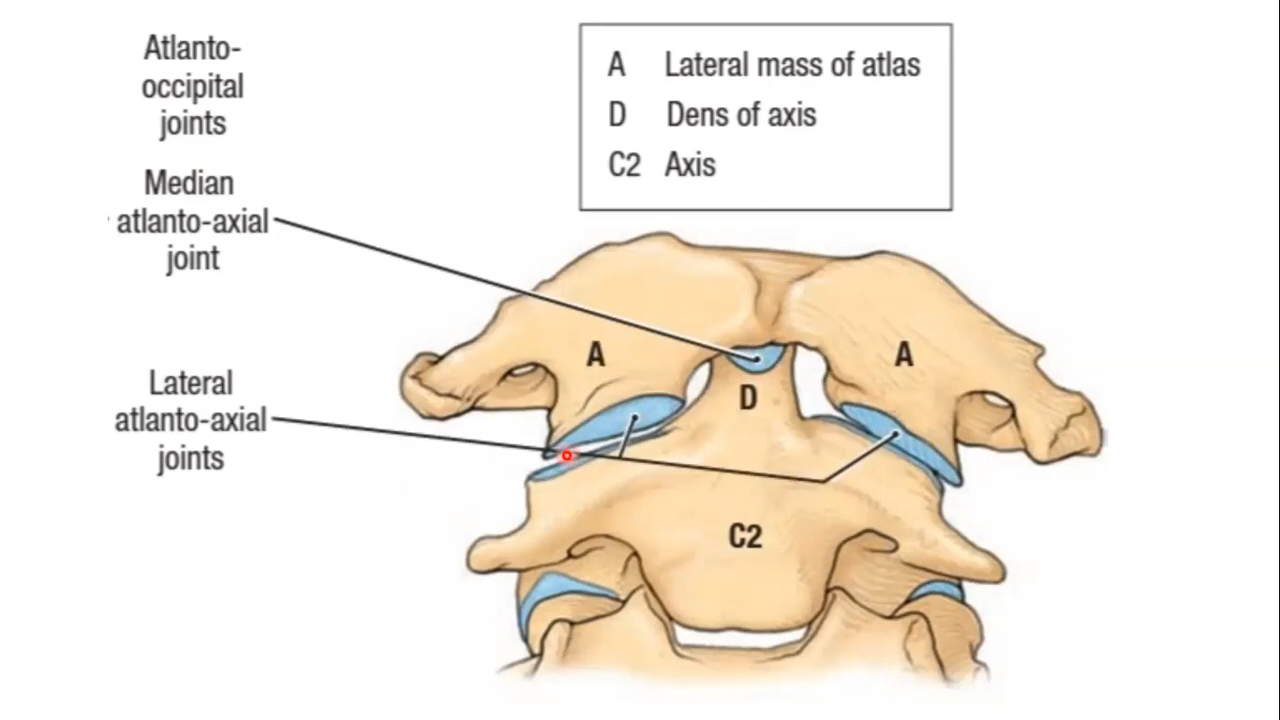 Atlanto-
occipital
joints
Median
atlanto-axial
joint
Lateral
atlanto-axial
joints
A Lateral mass of atlas
D Dens of axis
C2 Axis
A
A
D
C2